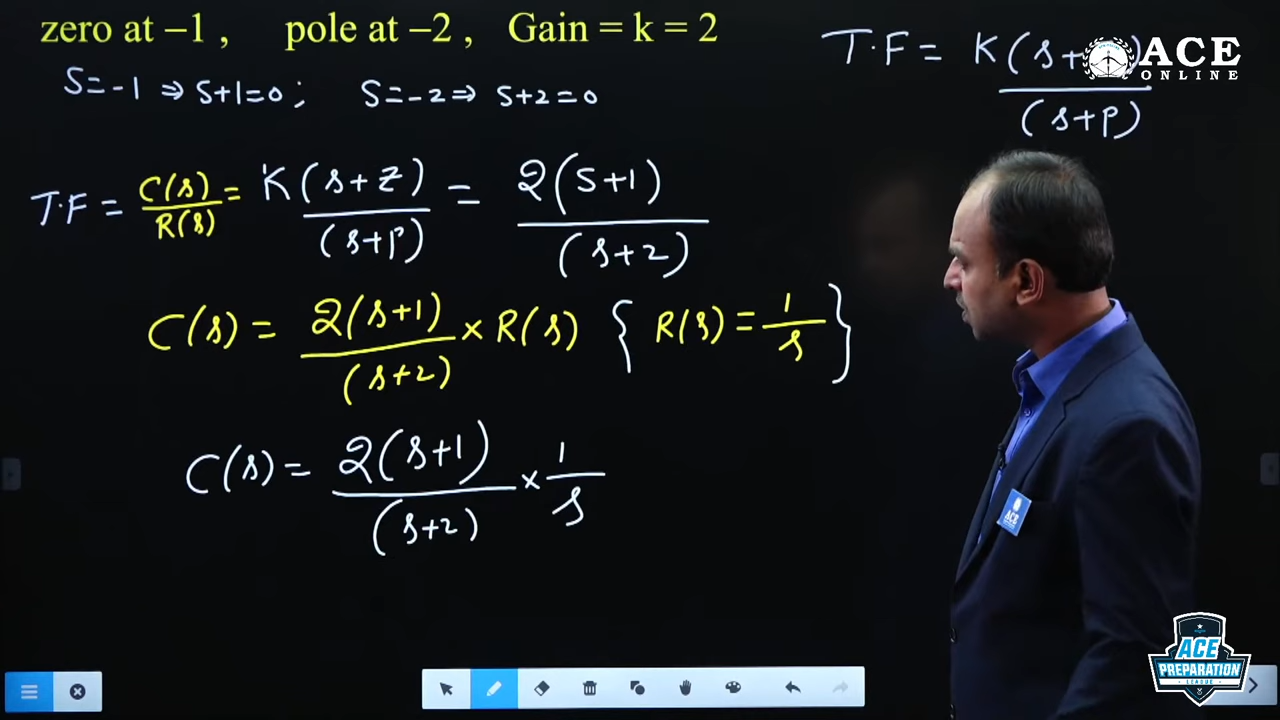 zero at –1 , pole at –2 , Gain = k = 2
S=-1 ⇒ S+1=0 ; S=-2 ⇒ S+2=0
T.F = K(s+
(s+p)
ACE
ONLINE
T.F = C(s)/R(s) = K(s+z)/(s+p) = 2(S+1)/(s+2)
C(s) = 2(s+1)/(s+2) × R(s) { R(s) = 1/s }
C(s) = 2(s+1)/(s+2) × 1/s
ACE
ACE
PREPARATION
LEAGUE